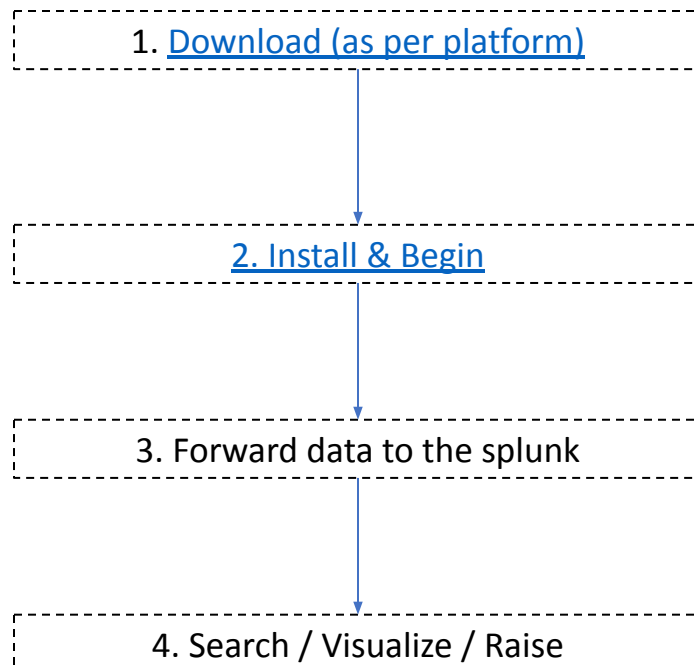 1. Download (as per platform)
2. Install & Begin
3. Forward data to the splunk
4. Search / Visualize / Raise